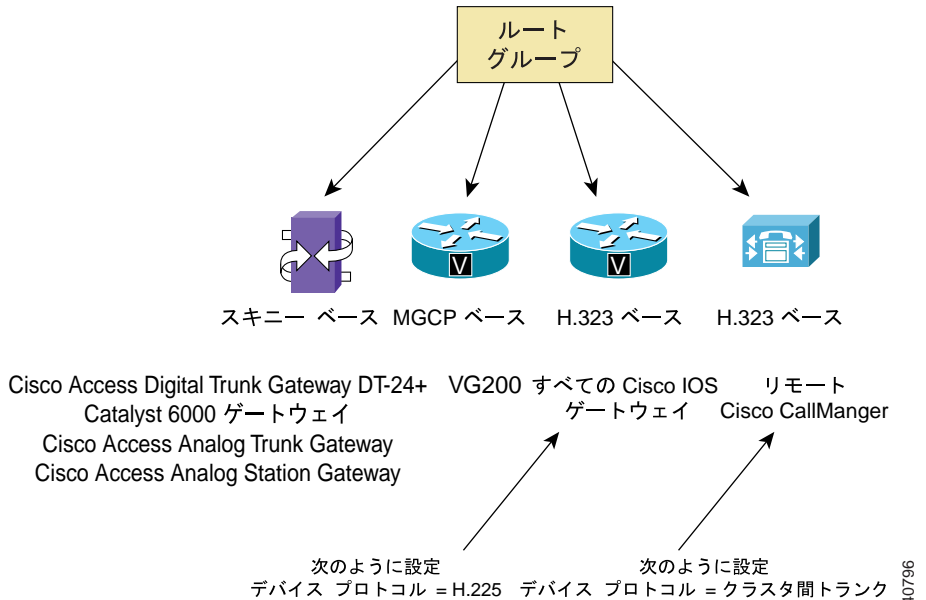 ルート
グループ
V
V
スキニー ベース
MGCP ベース
H.323 ベース
H.323 ベース
Cisco Access Digital Trunk Gateway DT-24+
Catalyst 6000 ゲートウェイ
Cisco Access Analog Trunk Gateway
Cisco Access Analog Station Gateway
VG200
すべての Cisco IOS
ゲートウェイ
リモート
Cisco CallManger
次のように設定
デバイス プロトコル = H.225
次のように設定
デバイス プロトコル = クラスタ間トランク